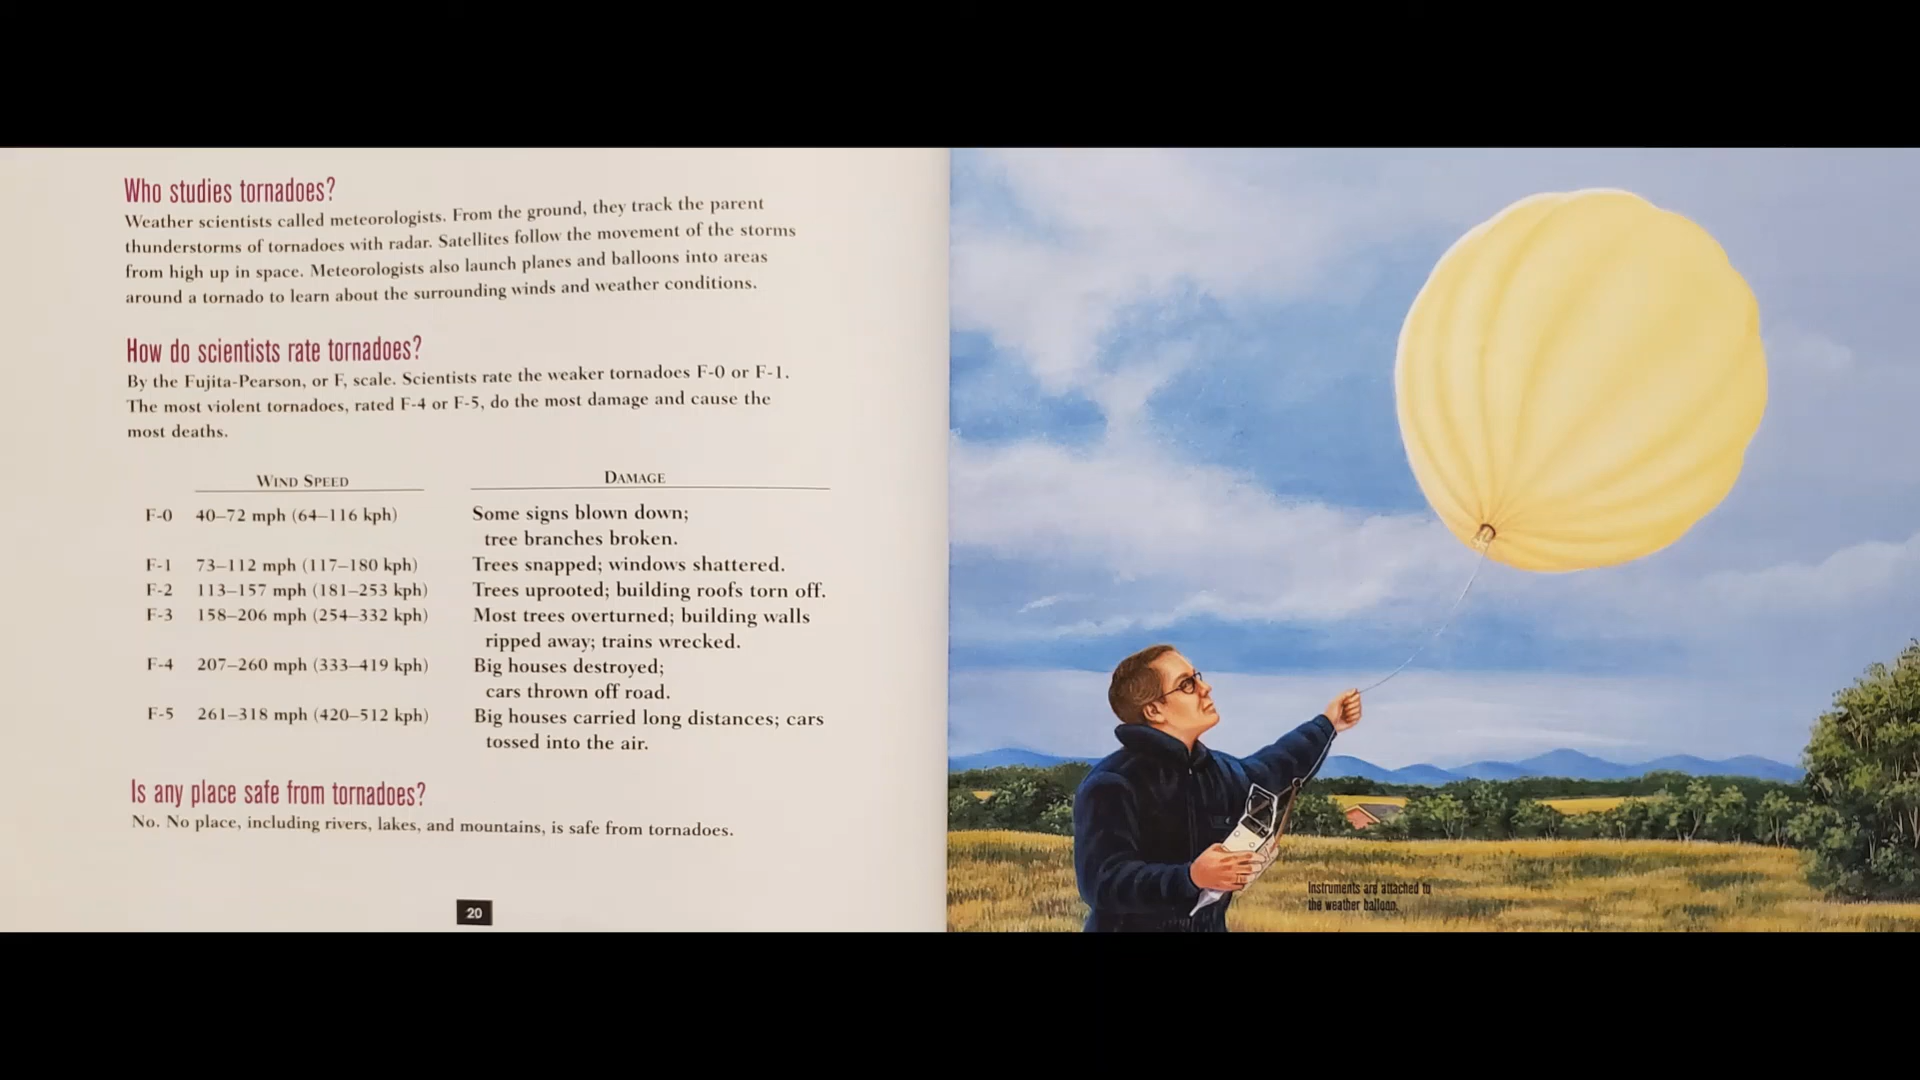 Who studies tornadoes?
Weather scientists called meteorologists. From the ground, they track the parent
thunderstorms of tornadoes with radar. Satellites follow the movement of the storms
from high up in space. Meteorologists also launch planes and balloons into areas
around a tornado to learn about the surrounding winds and weather conditions.
How do scientists rate tornadoes?
By the Fujita-Pearson, or F, scale. Scientists rate the weaker tornadoes F-0 or F-1.
The most violent tornadoes, rated F-4 or F-5, do the most damage and cause the
most deaths.
WIND SPEED DAMAGE
F-0 40–72 mph (64–116 kph) Some signs blown down;
tree branches broken.
F-1 73–112 mph (117–180 kph) Trees snapped; windows shattered.
F-2 113–157 mph (181–253 kph) Trees uprooted; building roofs torn off.
F-3 158–206 mph (254–332 kph) Most trees overturned; building walls
ripped away; trains wrecked.
F-4 207–260 mph (333–419 kph) Big houses destroyed;
cars thrown off road.
F-5 261–318 mph (420–512 kph) Big houses carried long distances; cars
tossed into the air.
Is any place safe from tornadoes?
No. No place, including rivers, lakes, and mountains, is safe from tornadoes.
20
Instruments are attached to
the weather balloon.